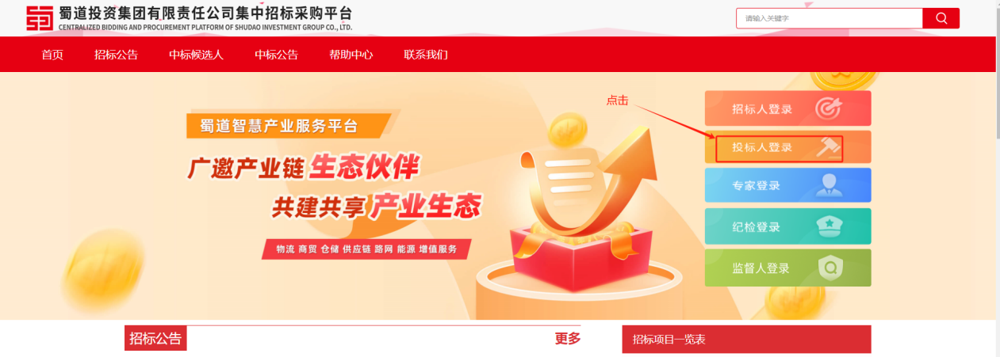 蜀道投资集团有限责任公司集中招标采购平台
CENTRALIZED BIDDING AND PROCUREMENT PLATFORM OF SHUDAO INVESTMENT GROUP CO., LTD.
请输入关键字
首页 招标公告 中标候选人 中标公告 帮助中心 联系我们
点击
招标人登录
蜀道智慧产业服务平台
投标人登录
广邀产业链生态伙伴
专家登录
共建共享产业生态
纪检登录
物流 商贸 仓储 供应链 路网 能源 增值服务
监督人登录
招标公告 更多 招标项目一览表